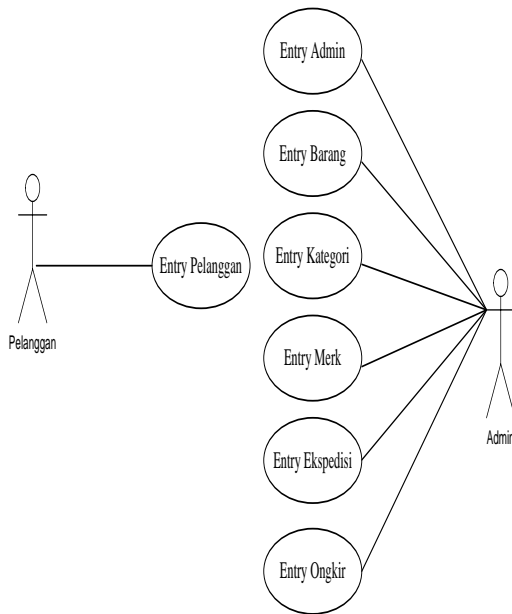 Entry Admin
Entry Barang
Entry Pelanggan
Entry Kategori
Pelanggan
Entry Merk
Admin
Entry Ekspedisi
Entry Ongkir